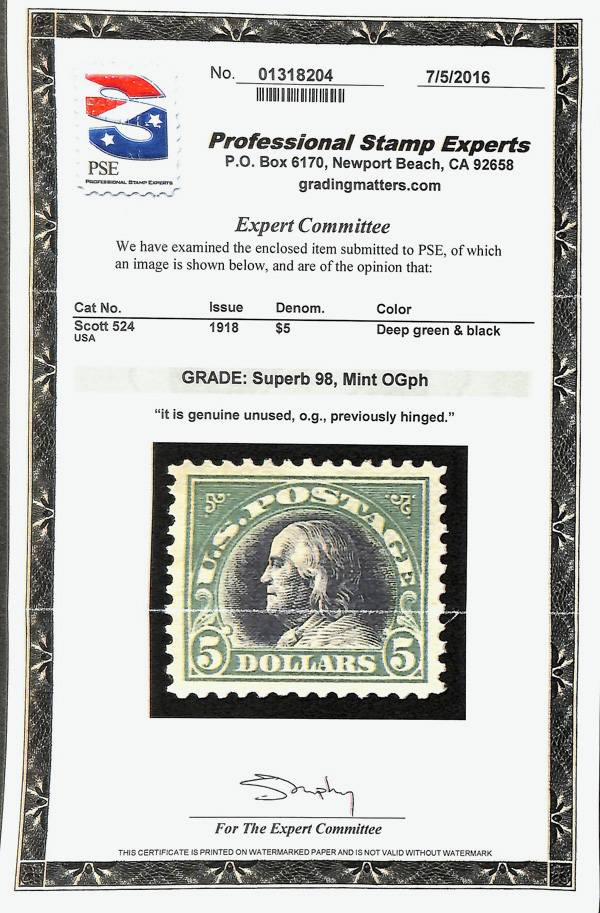 No. 01318204 7/5/2016
PSE
PROFESSIONAL STAMP EXPERTS
Professional Stamp Experts
P.O. Box 6170, Newport Beach, CA 92658
gradingmatters.com
Expert Committee
We have examined the enclosed item submitted to PSE, of which
an image is shown below, and are of the opinion that:
Cat No. Issue Denom. Color
Scott 524 1918 $5 Deep green & black
USA
GRADE: Superb 98, Mint OGph
“it is genuine unused, o.g., previously hinged.”
U.S. POSTAGE
5 DOLLARS 5
For The Expert Committee
THIS CERTIFICATE IS PRINTED ON WATERMARKED PAPER AND IS NOT VALID WITHOUT WATERMARK